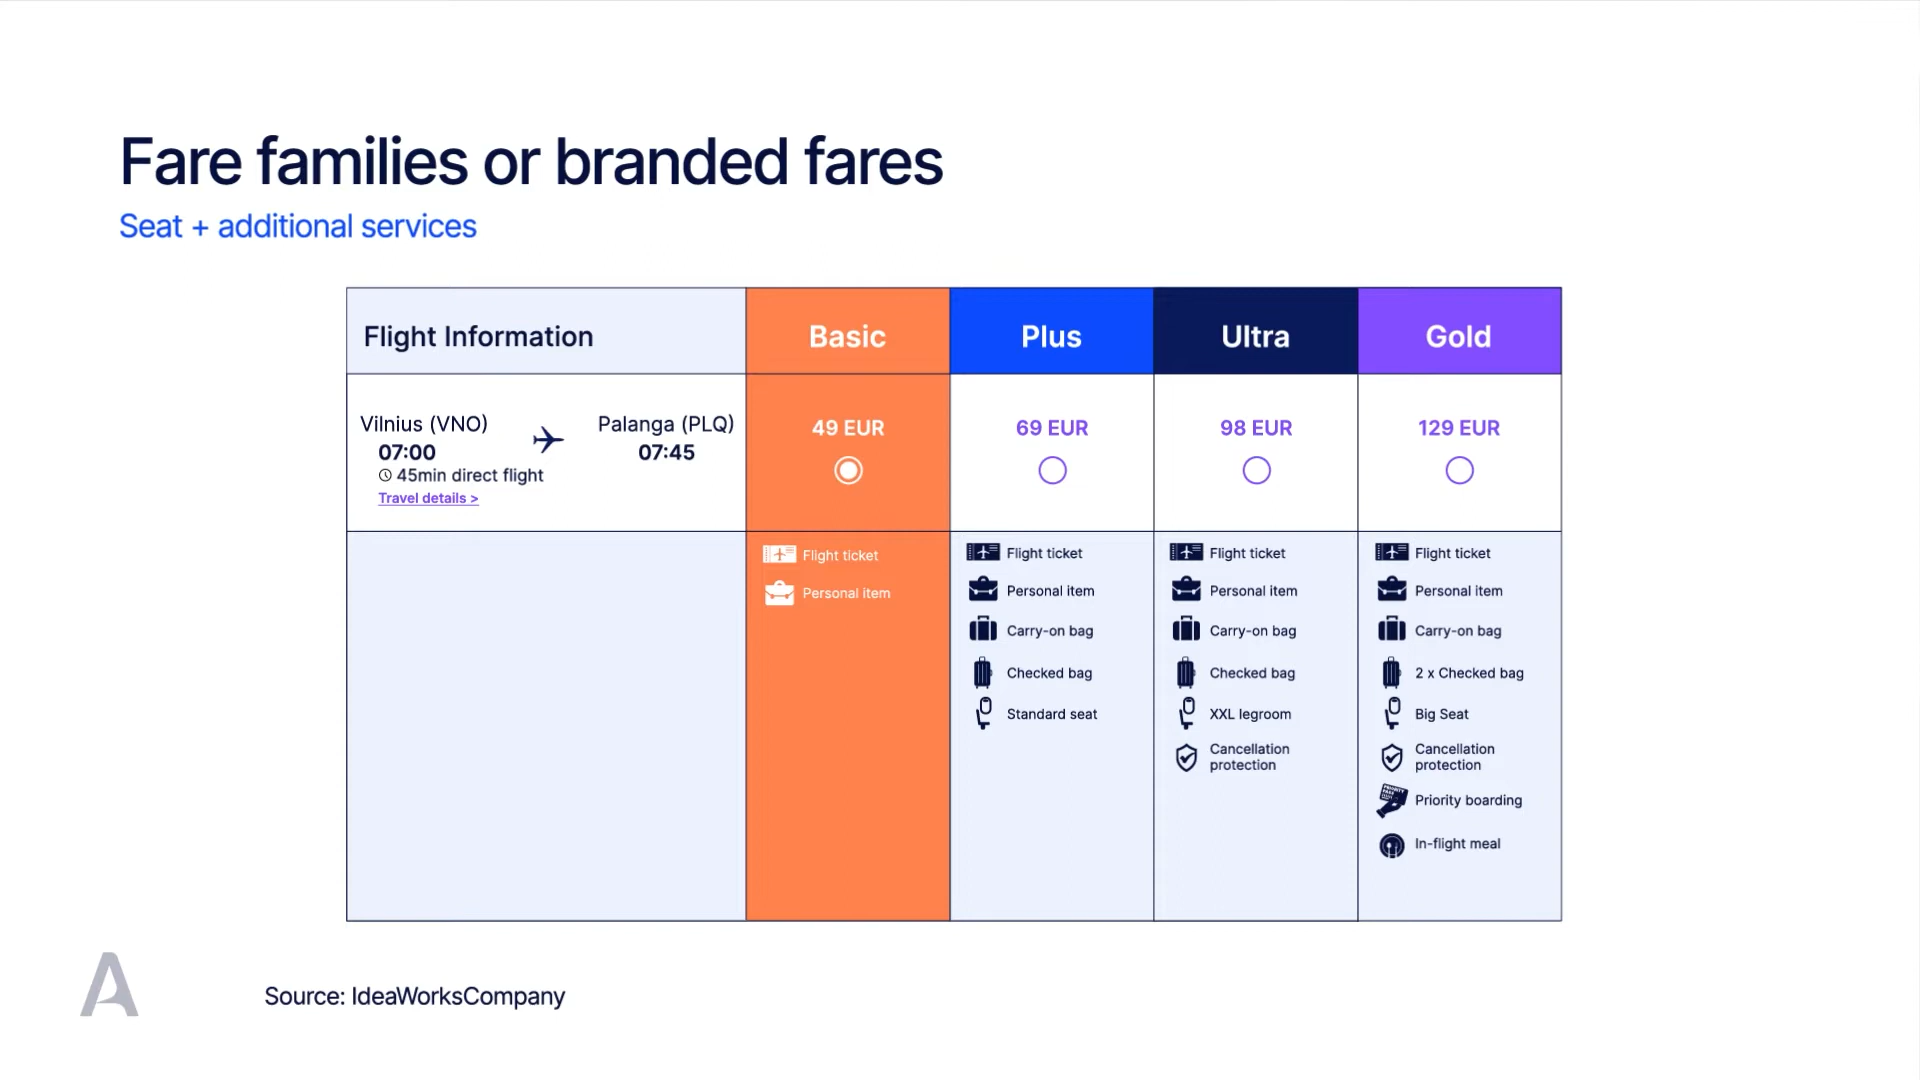 Fare families or branded fares
Seat + additional services
Flight Information
Basic
Plus
Ultra
Gold
Vilnius (VNO)
07:00
Palanga (PLQ)
07:45
45min direct flight
Travel details >
49 EUR
69 EUR
98 EUR
129 EUR
Flight ticket
Personal item
Flight ticket
Personal item
Carry-on bag
Checked bag
Standard seat
Flight ticket
Personal item
Carry-on bag
Checked bag
XXL legroom
Cancellation
protection
Flight ticket
Personal item
Carry-on bag
2 x Checked bag
Big Seat
Cancellation
protection
Priority boarding
In-flight meal
Source: IdeaWorksCompany